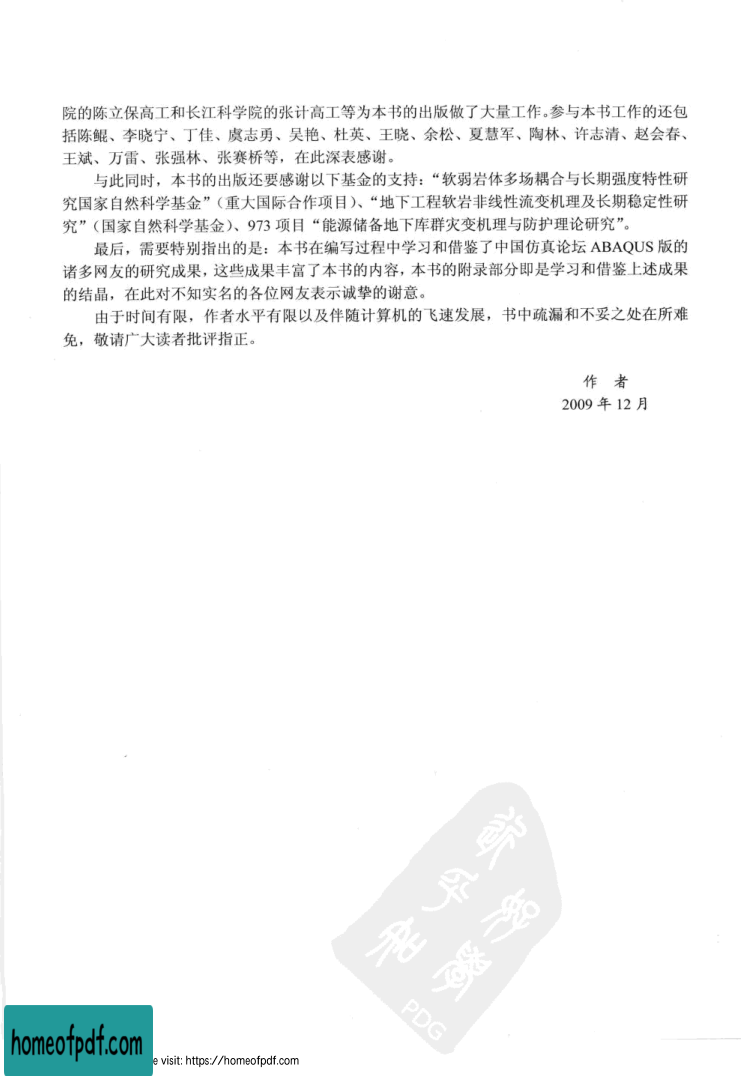 院的陈立保高工和长江科学院的张计高工等为本书的出版做了大量工作。参与本书工作的还包
括陈鲲、李晓宁、丁佳、虞志勇、吴艳、杜英、王晓、余松、夏慧军、陶林、许志清、赵会春、
王斌、万雷、张强林、张赛桥等，在此深表感谢。
与此同时，本书的出版还要感谢以下基金的支持：“软弱岩体多场耦合与长期强度特性研
究国家自然科学基金”（重大国际合作项目）、“地下工程软岩非线性流变机理及长期稳定性研
究”（国家自然科学基金）、973 项目“能源储备地下库群灾变机理与防护理论研究”。
最后，需要特别指出的是：本书在编写过程中学习和借鉴了中国仿真论坛 ABAQUS 版的
诸多网友的研究成果，这些成果丰富了本书的内容，本书的附录部分即是学习和借鉴上述成果
的结晶，在此对不知实名的各位网友表示诚挚的谢意。
由于时间有限，作者水平有限以及伴随计算机的飞速发展，书中疏漏和不妥之处在所难
免，敬请广大读者批评指正。
作 者
2009 年 12 月
PDG
homeofpdf.com
e visit: https://homeofpdf.com